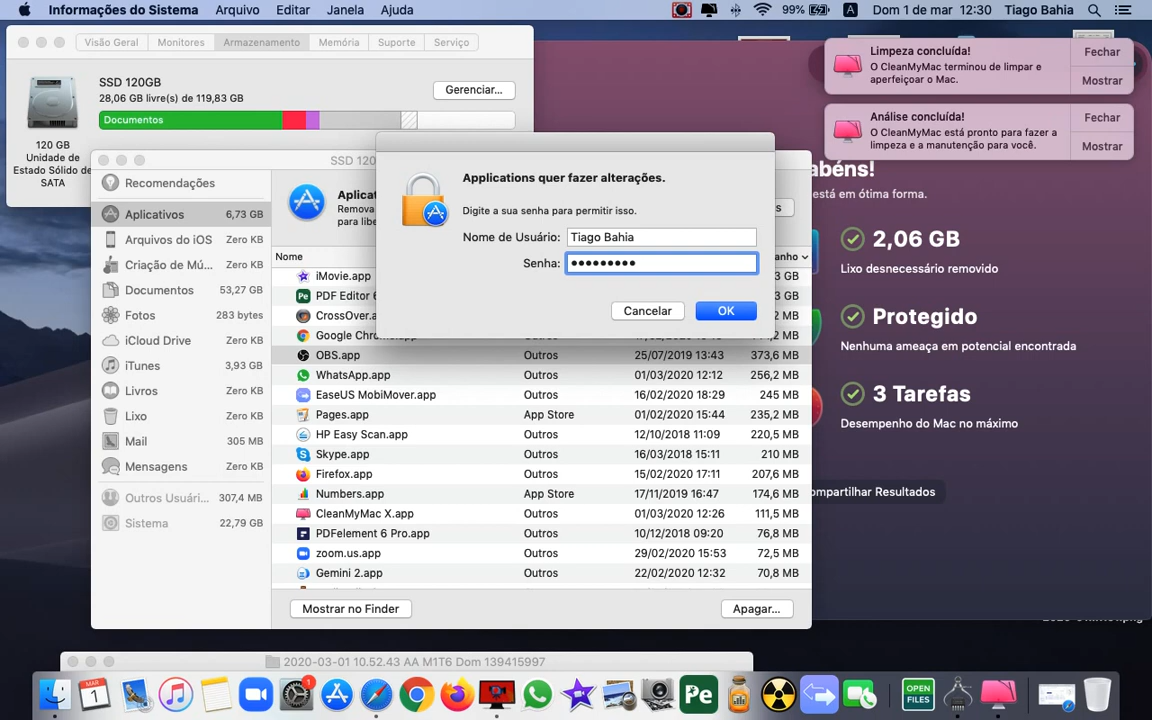 Informações do Sistema Arquivo Editar Janela Ajuda 99% A Dom 1 de mar 12:30 Tiago Bahia
Visão Geral Monitores Armazenamento Memória Suporte Serviço
SSD 120GB
28,06 GB livre(s) de 119,83 GB
Gerenciar...
Documentos
120 GB
Unidade de
Estado Sólido de
SATA
Limpeza concluída!
O CleanMyMac terminou de limpar e
aperfeiçoar o Mac.
Fechar
Mostrar
Análise concluída!
O CleanMyMac está pronto para fazer a
limpeza e a manutenção para você.
Fechar
Mostrar
abéns!
está em ótima forma.
2,06 GB
Lixo desnecessário removido
Protegido
Nenhuma ameaça em potencial encontrada
3 Tarefas
Desempenho do Mac no máximo
ompartilhar Resultados
SSD 120
Recomendações
Aplicativos 6,73 GB
Arquivos do iOS Zero KB
Criação de Mú... Zero KB
Documentos 53,27 GB
Fotos 283 bytes
iCloud Drive Zero KB
iTunes 3,93 GB
Livros Zero KB
Lixo Zero KB
Mail 305 MB
Mensagens Zero KB
Outros Usuári... 307,4 MB
Sistema 22,79 GB
Aplicati
Remova
para libe
s
Applications quer fazer alterações.
Digite a sua senha para permitir isso.
Nome de Usuário: Tiago Bahia
Senha: •••••••••
Cancelar OK
Nome anho
iMovie.app 3 GB
PDF Editor 6 3 GB
CrossOver.a
Google Chrom
OBS.app Outros 25/07/2019 13:43 373,6 MB
WhatsApp.app Outros 01/03/2020 12:12 256,2 MB
EaseUS MobiMover.app Outros 16/02/2020 18:29 245 MB
Pages.app App Store 01/02/2020 15:44 235,2 MB
HP Easy Scan.app Outros 12/10/2018 11:09 220,5 MB
Skype.app Outros 16/03/2018 15:11 210 MB
Firefox.app Outros 15/02/2020 17:11 207,6 MB
Numbers.app App Store 17/11/2019 16:47 174,6 MB
CleanMyMac X.app Outros 01/03/2020 12:26 111,5 MB
PDFelement 6 Pro.app Outros 10/12/2018 09:20 76,8 MB
zoom.us.app Outros 29/02/2020 15:53 72,5 MB
Gemini 2.app Outros 22/02/2020 12:32 70,8 MB
Mostrar no Finder Apagar...
2020-03-01 10.52.43 AA M1T6 Dom 139415997
MAR
1
1
Pe
OPEN
FILES